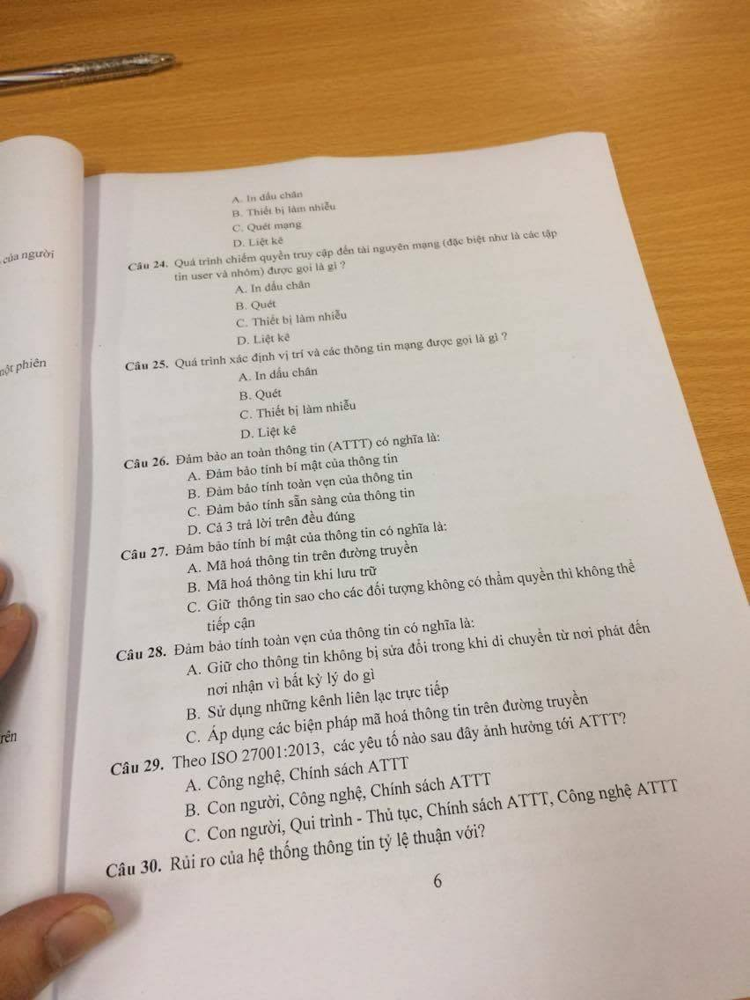 A. In dấu chân
B. Thiết bị làm nhiễu
C. Quét mạng
D. Liệt kê
của người
Câu 24. Quá trình chiếm quyền truy cập đến tài nguyên mạng (đặc biệt như là các tập
tin user và nhóm) được gọi là gì ?
A. In dấu chân
B. Quét
C. Thiết bị làm nhiễu
D. Liệt kê
một phiên
Câu 25. Quá trình xác định vị trí và các thông tin mạng được gọi là gì ?
A. In dấu chân
B. Quét
C. Thiết bị làm nhiễu
D. Liệt kê
Câu 26. Đảm bảo an toàn thông tin (ATTT) có nghĩa là:
A. Đảm bảo tính bí mật của thông tin
B. Đảm bảo tính toàn vẹn của thông tin
C. Đảm bảo tính sẵn sàng của thông tin
D. Cả 3 trả lời trên đều đúng
Câu 27. Đảm bảo tính bí mật của thông tin có nghĩa là:
A. Mã hoá thông tin trên đường truyền
B. Mã hoá thông tin khi lưu trữ
C. Giữ thông tin sao cho các đối tượng không có thẩm quyền thì không thể
tiếp cận
Câu 28. Đảm bảo tính toàn vẹn của thông tin có nghĩa là:
A. Giữ cho thông tin không bị sửa đổi trong khi di chuyển từ nơi phát đến
nơi nhận vì bất kỳ lý do gì
B. Sử dụng những kênh liên lạc trực tiếp
C. Áp dụng các biện pháp mã hoá thông tin trên đường truyền
Câu 29. Theo ISO 27001:2013, các yêu tố nào sau đây ảnh hưởng tới ATTT?
A. Công nghệ, Chính sách ATTT
B. Con người, Công nghệ, Chính sách ATTT
C. Con người, Qui trình - Thủ tục, Chính sách ATTT, Công nghệ ATTT
Câu 30. Rủi ro của hệ thống thông tin tỷ lệ thuận với?
6